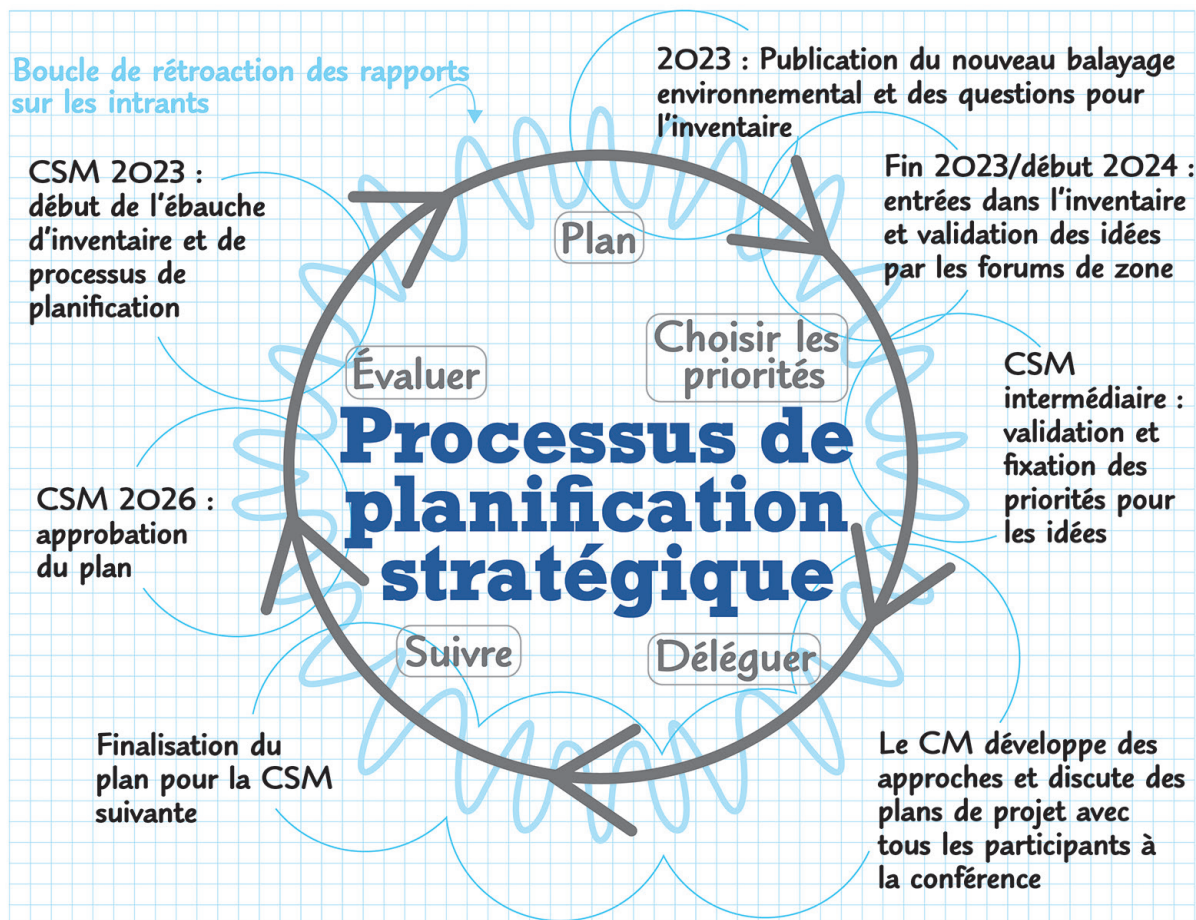 Boucle de rétroaction des rapports
sur les intrants
2023 : Publication du nouveau balayage
environnemental et des questions pour
l'inventaire
Fin 2023/début 2024 :
entrées dans l'inventaire
et validation des idées
par les forums de zone
CSM
intermédiaire :
validation et
fixation des
priorités pour
les idées
Le CM développe des
approches et discute des
plans de projet avec
tous les participants à
la conférence
Finalisation du
plan pour la CSM
suivante
CSM 2026 :
approbation
du plan
CSM 2023 :
début de l'ébauche
d'inventaire et de
processus de
planification
Plan
Choisir les
priorités
Déléguer
Suivre
Évaluer
Processus de
planification
stratégique